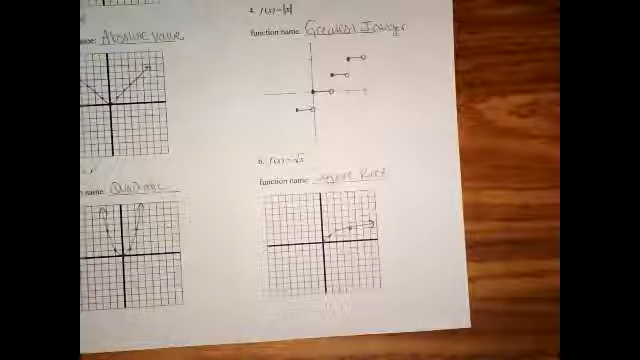 4. f(x) = [x]
name: Absolute Value
function name: Greatest Integer
6. f(x) = √x
name: Quadratic
function name: Square Root